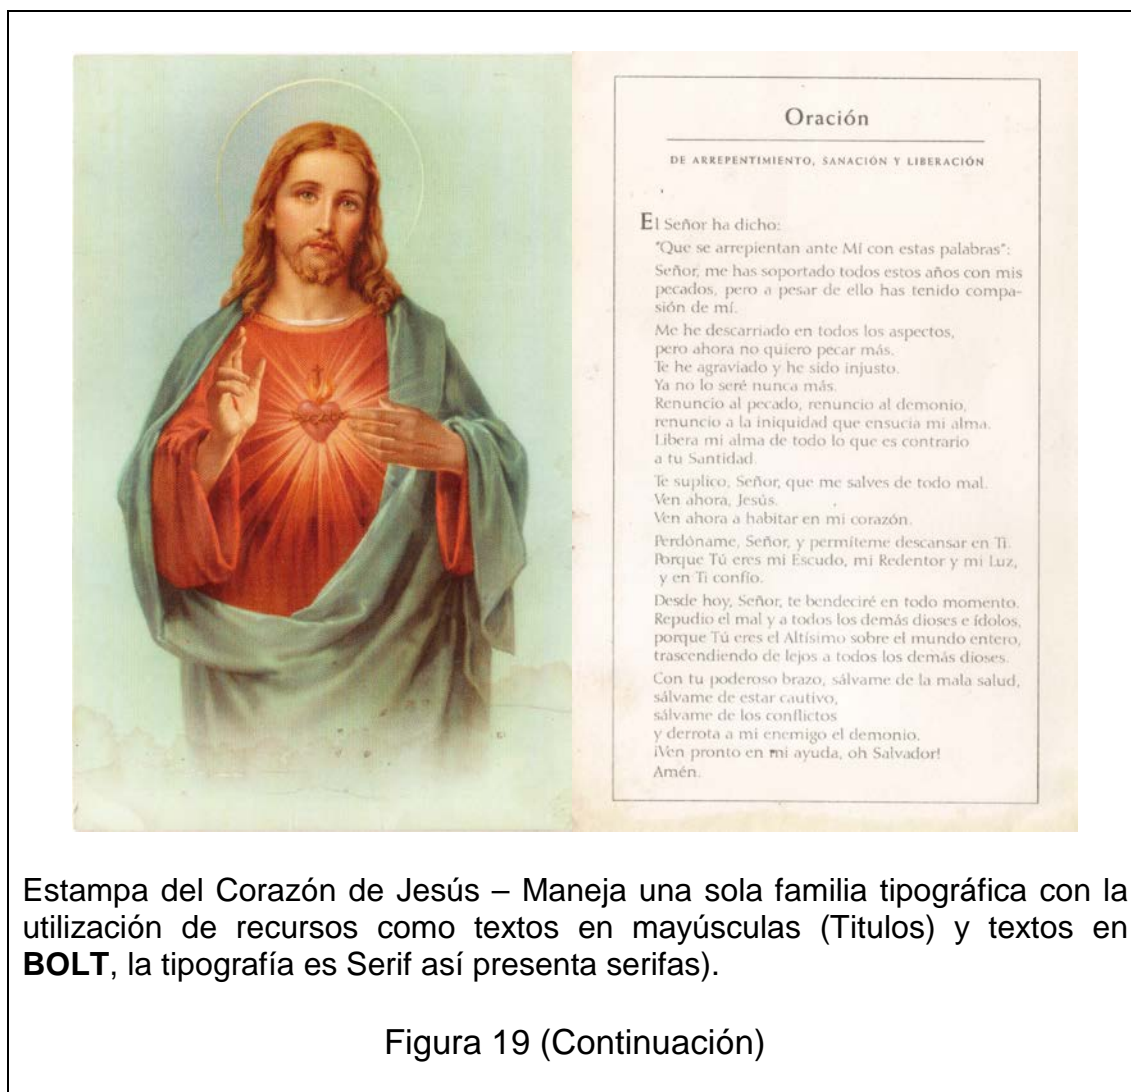 Oración
DE ARREPENTIMIENTO, SANACIÓN Y LIBERACIÓN
El Señor ha dicho:
"Que se arrepientan ante Mí con estas palabras":
Señor, me has soportado todos estos años con mis
pecados, pero a pesar de ello has tenido compa-
sión de mí.
Me he descarriado en todos los aspectos,
pero ahora no quiero pecar más.
Te he agraviado y he sido injusto.
Ya no lo seré nunca más.
Renuncio al pecado, renuncio al demonio,
renuncio a la iniquidad que ensucia mi alma.
Libera mi alma de todo lo que es contrario
a tu Santidad.
Te suplico, Señor, que me salves de todo mal.
Ven ahora, Jesús.
Ven ahora a habitar en mi corazón.
Perdóname, Señor, y permíteme descansar en Ti.
Porque Tú eres mi Escudo, mi Redentor y mi Luz,
y en Ti confío.
Desde hoy, Señor, te bendeciré en todo momento.
Repudio el mal y a todos los demás dioses e ídolos,
porque Tú eres el Altísimo sobre el mundo entero,
trascendiendo de lejos a todos los demás dioses.
Con tu poderoso brazo, sálvame de la mala salud,
sálvame de estar cautivo,
sálvame de los conflictos
y derrota a mi enemigo el demonio.
¡Ven pronto en mi ayuda, oh Salvador!
Amén.
Estampa del Corazón de Jesús – Maneja una sola familia tipográfica con la
utilización de recursos como textos en mayúsculas (Titulos) y textos en
BOLT, la tipografía es Serif así presenta serifas).
Figura 19 (Continuación)